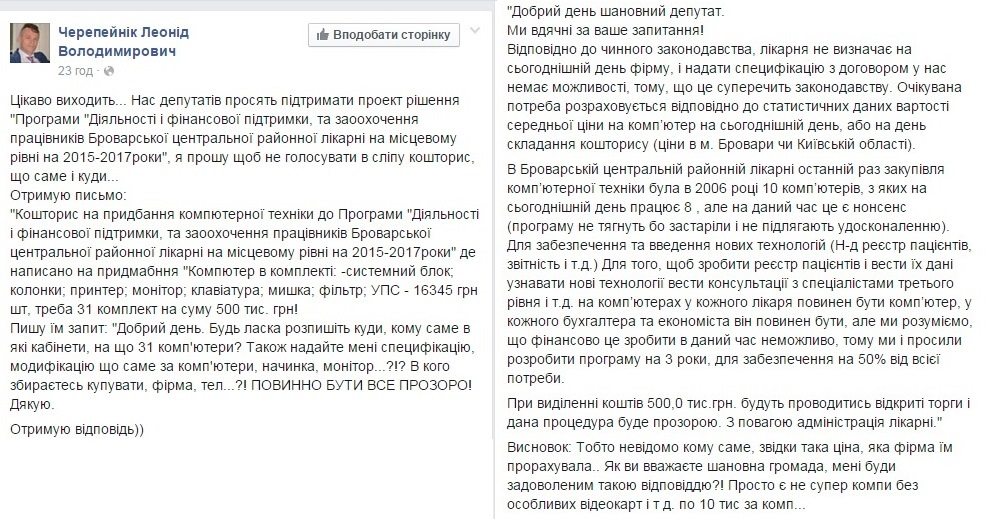 Черепейнік Леонід
Володимирович
23 год ·
Вподобати сторінку
Цікаво виходить... Нас депутатів просять підтримати проект рішення
"Програми "Діяльності і фінансової підтримки, та заоохочення
працівників Броварської центральної районної лікарні на місцевому
рівні на 2015-2017роки", я прошу щоб не голосувати в сліпу кошторис,
що саме і куди...
Отримую письмо:
"Кошторис на придбання компютерної техніки до Програми "Діяльності
і фінансової підтримки, та заоохочення працівників Броварської
центральної районної лікарні на місцевому рівні на 2015-2017роки" де
написано на придмабння "Компютер в комплекті: -системний блок;
колонки; принтер; монітор; клавіатура; мишка; фільтр; УПС - 16345 грн
шт, треба 31 комплект на суму 500 тис. грн!
Пишу їм запит: "Добрий день. Будь ласка розпишіть куди, кому саме в
які кабінети, на що 31 комп'ютери? Також надайте мені специфікацію,
модифікацію що саме за комп'ютери, начинка, монітор...?!? В кого
збираєтесь купувати, фірма, тел...?! ПОВИННО БУТИ ВСЕ ПРОЗОРО!
Дякую.
Отримую відповідь))
"Добрий день шановний депутат.
Ми вдячні за ваше запитання!
Відповідно до чинного законодавства, лікарня не визначає на
сьогоднішній день фірму, і надати специфікацію з договором у нас
немає можливості, тому, що це суперечить законодавству. Очікувана
потреба розраховується відповідно до статистичних даних вартості
середньої ціни на комп'ютер на сьогоднішній день, або на день
складання кошторису (ціни в м. Бровари чи Київській області).
В Броварській центральній районній лікарні останній раз закупівля
комп'ютерної техніки була в 2006 році 10 комп'ютерів, з яких на
сьогоднішній день працює 8 , але на даний час це є нонсенс
(програму не тягнуть бо застаріли і не підлягають удосконаленню).
Для забезпечення та введення нових технологій (Н-д реєстр пацієнтів,
звітність і т.д.) Для того, щоб зробити реєстр пацієнтів і вести їх дані
узнавати нові технології вести консультації з спеціалістами третього
рівня і т.д. на комп'ютерах у кожного лікаря повинен бути комп'ютер, у
кожного бухгалтера та економіста він повинен бути, але ми розуміємо,
що фінансово це зробити в даний час неможливо, тому ми і просили
розробити програму на 3 роки, для забезпечення на 50% від всієї
потреби.
При виділенні коштів 500,0 тис.грн. будуть проводитись відкриті торги і
дана процедура буде прозорою. З повагою адміністрація лікарні."
Висновок: Тобто невідомо кому саме, звідки така ціна, яка фірма їм
прорахувала.. Як ви вважаєте шановна громада, мені буди
задоволеним такою відповіддю?! Просто є не супер компи без
особливих відеокарт і т д. по 10 тис за комп...